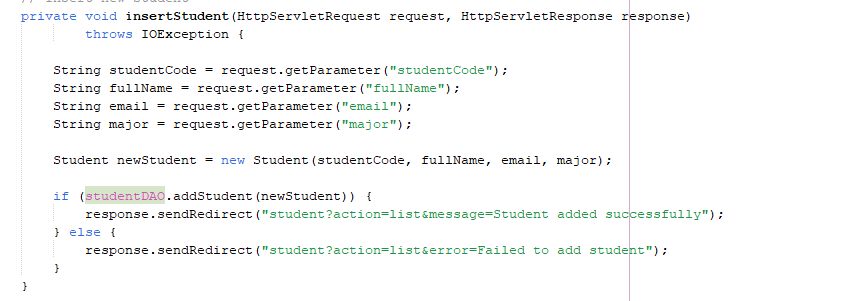 // Insert new student
private void insertStudent(HttpServletRequest request, HttpServletResponse response)
        throws IOException {
    String studentCode = request.getParameter("studentCode");
    String fullName = request.getParameter("fullName");
    String email = request.getParameter("email");
    String major = request.getParameter("major");
    Student newStudent = new Student(studentCode, fullName, email, major);
    if (studentDAO.addStudent(newStudent)) {
        response.sendRedirect("student?action=list&message=Student added successfully");
    } else {
        response.sendRedirect("student?action=list&error=Failed to add student");
    }
}